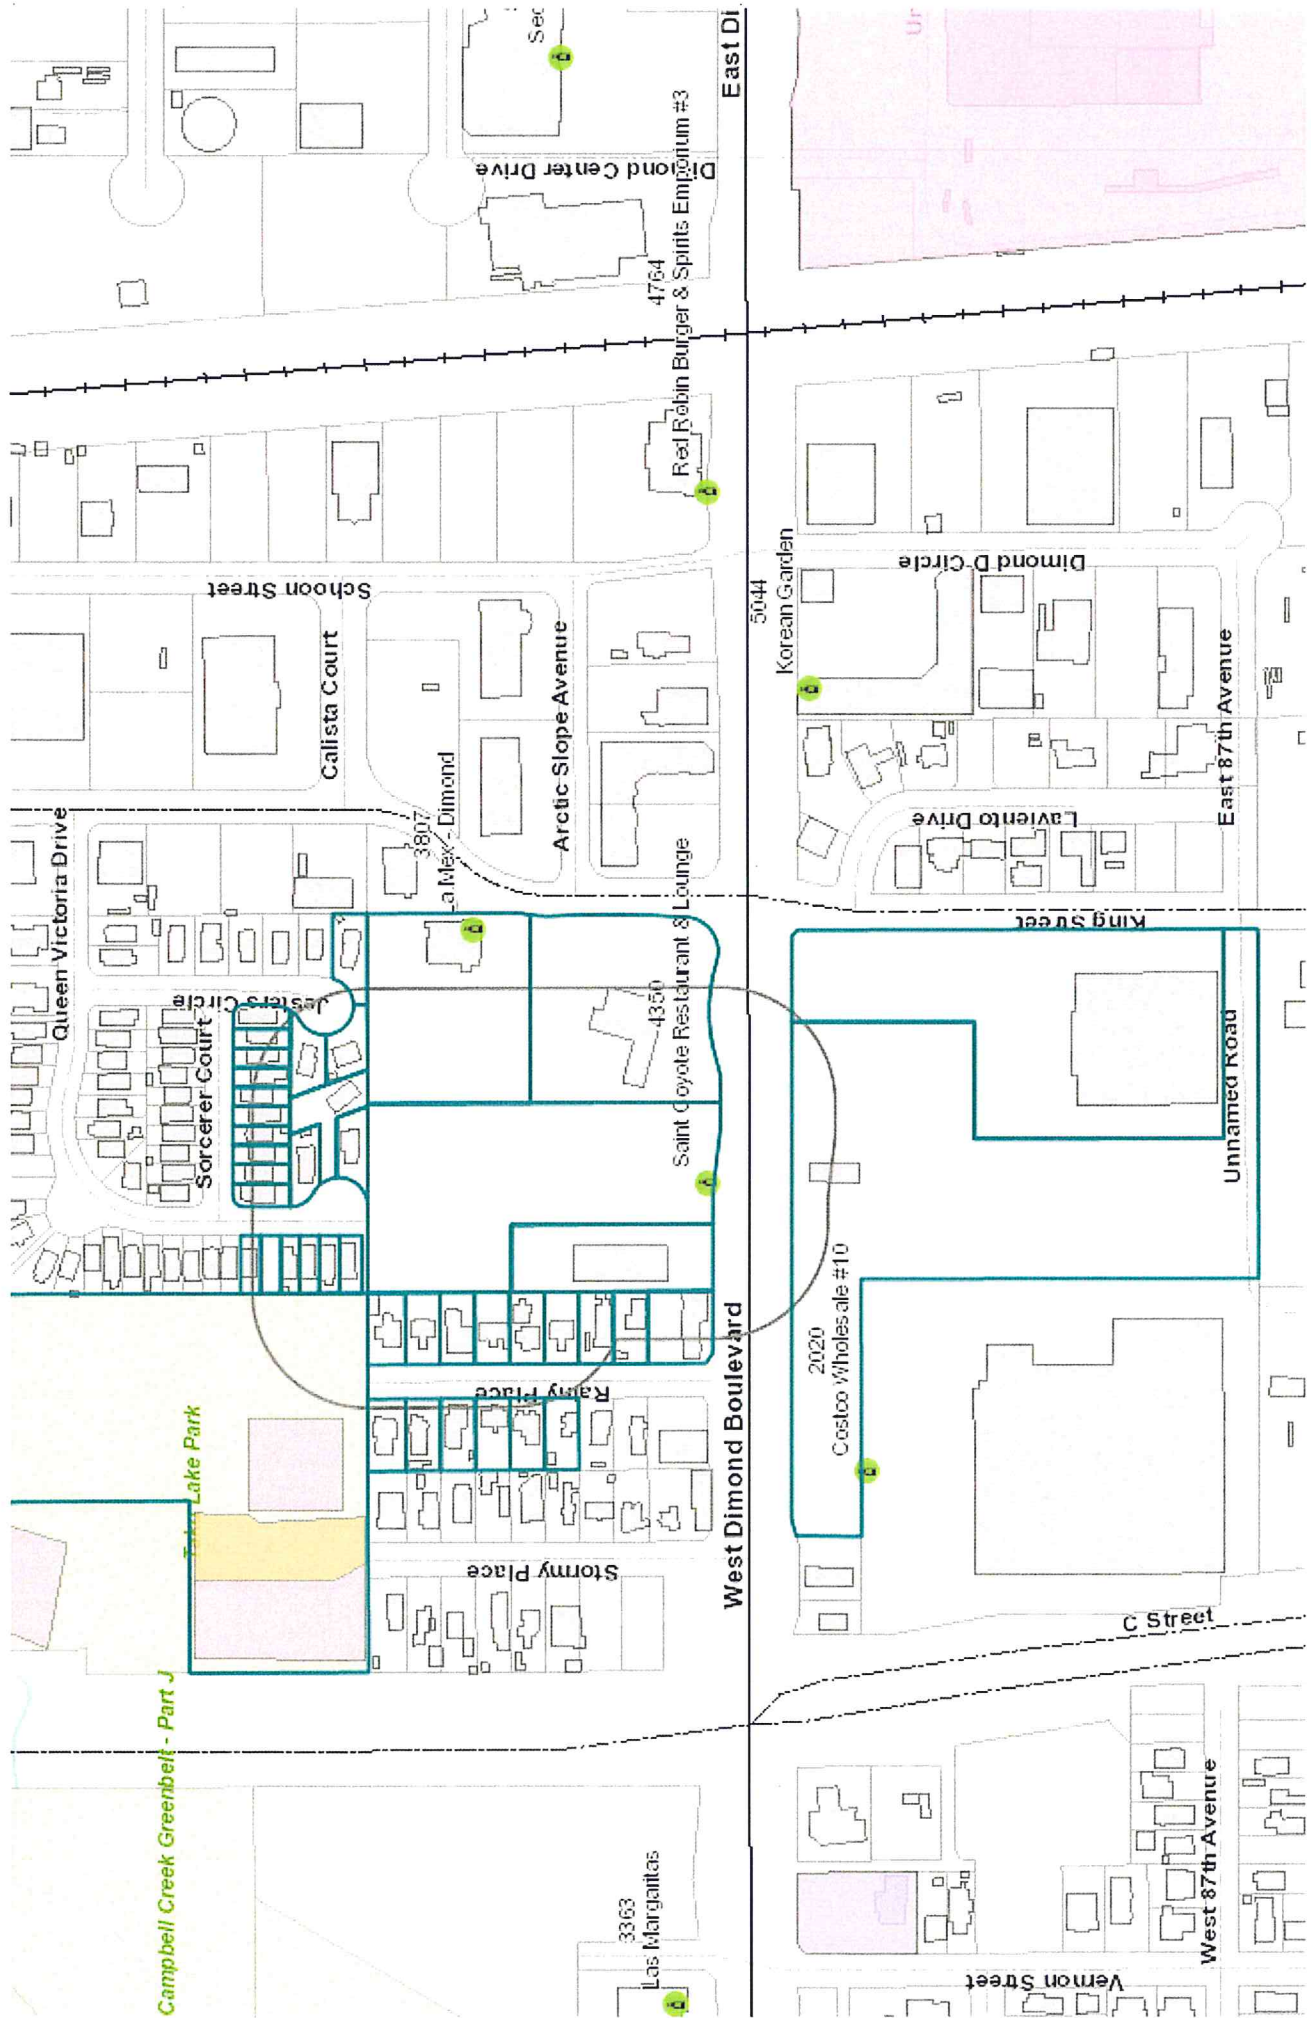 Campbell Creek Greenbelt - Part J
Lake Park
Queen Victoria Drive
Sorcerer Court
Jesters Circle
Calista Court
Schoon Street
3807
a Mex - Dimond
Arctic Slope Avenue
Dimond Center Drive
4764
Red Robin Burger & Spirits Emporium #3
East Di
4350
Saint Coyote Restaurant & Lounge
Rainy Place
Stormy Place
West Dimond Boulevard
3363
Las Margaritas
5044
Korean Garden
2020
Costco Wholesale #10
Dimond D Circle
Laviento Drive
King Street
East 87th Avenue
Unnamed Road
C Street
West 87th Avenue
Vernon Street